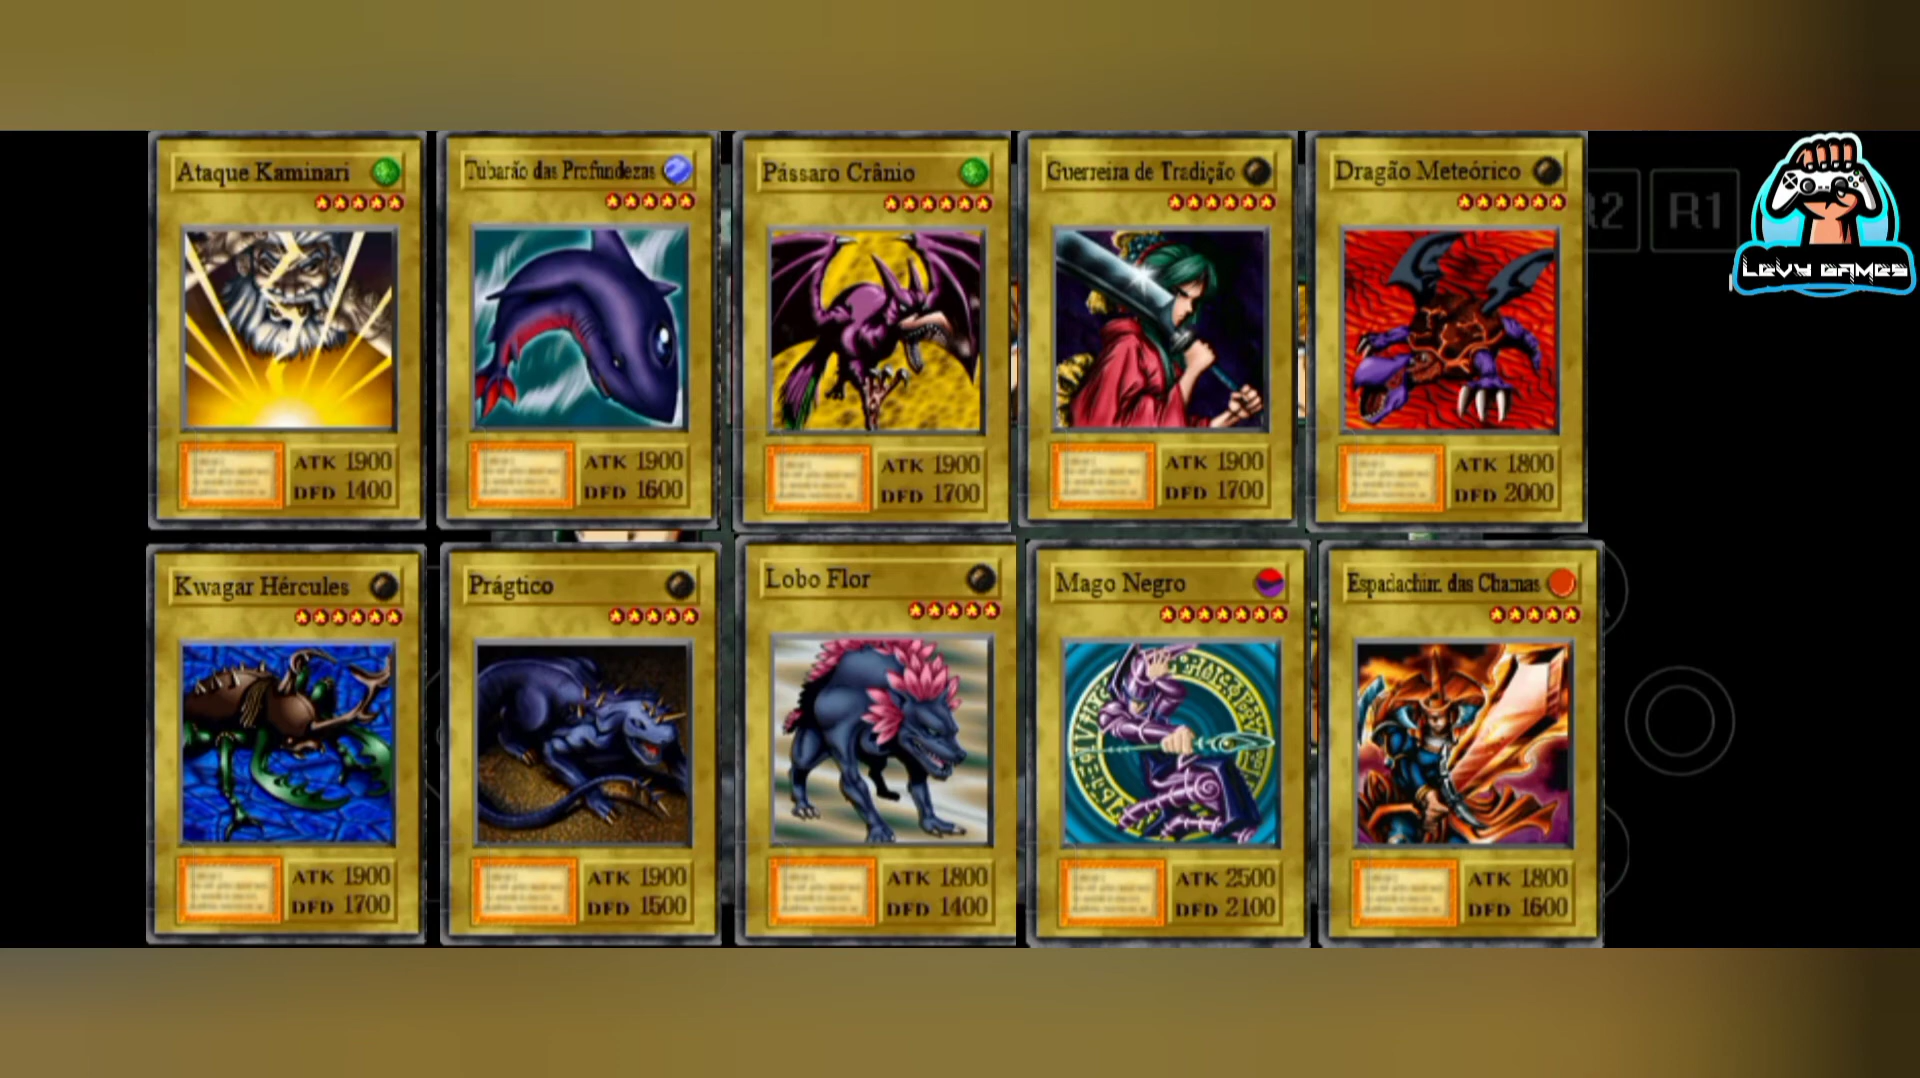 Ataque Kaminari
ATK 1900
DFD 1400
Tubarão das Profundezas
ATK 1900
DFD 1600
Pássaro Crânio
ATK 1900
DFD 1700
Guerreira de Tradição
ATK 1900
DFD 1700
Dragão Meteórico
ATK 1800
DFD 2000
R2
R1
LEVY GAMES
Kwagar Hércules
ATK 1900
DFD 1700
Prágtico
ATK 1900
DFD 1500
Lobo Flor
ATK 1800
DFD 1400
Mago Negro
ATK 2500
DFD 2100
Espadachim das Chamas
ATK 1800
DFD 1600